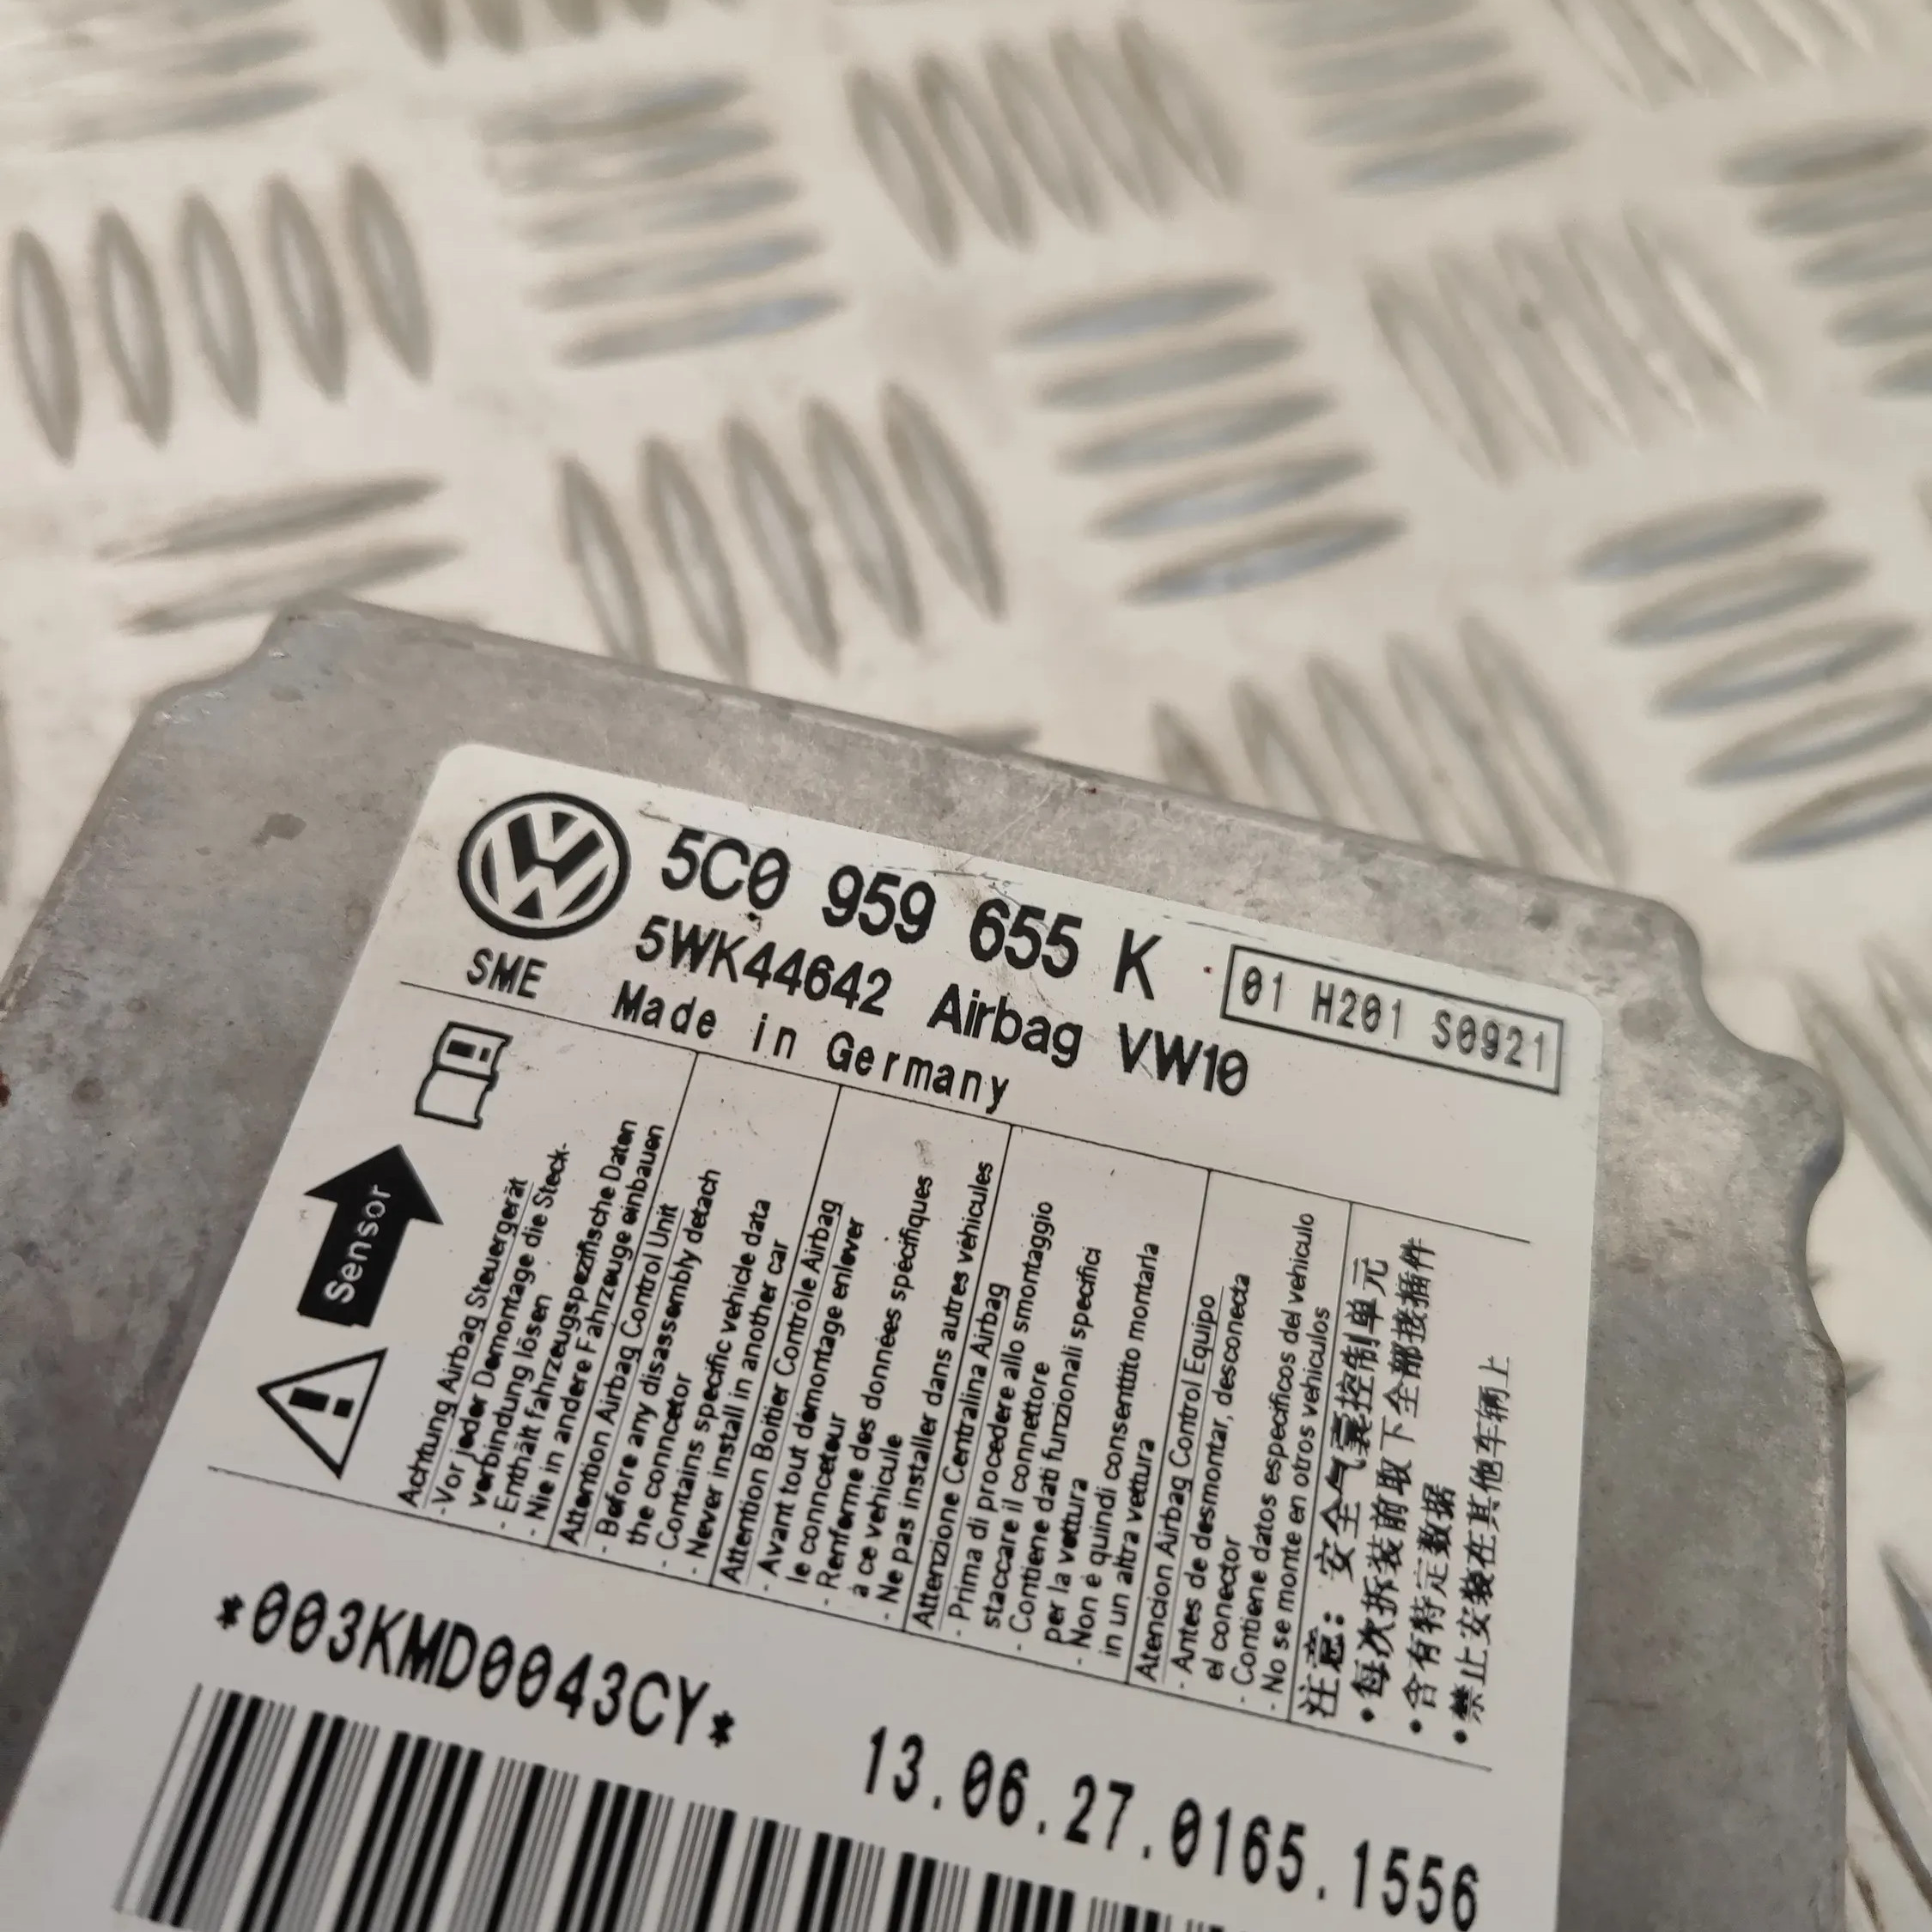 5C0 959 655 K
01 H201 S0921
SME
5WK44642 Airbag VW10
Made in Germany
Sensor
Achtung Airbag Steuergerät
- Vor jeder Demontage die Steck-
verbindung lösen
- Enthält fahrzeugspezifische Daten
- Nie in andere Fahrzeuge einbauen
Attention Airbag Control Unit
- Before any disassembly detach
the conncetor
- Contains specific vehicle data
- Never install in another car
Attention Boîtier Contrôle Airbag
- Avant tout démontage enlever
le conncetour
- Renferme des données spécifiques
à ce véhicule
- Ne pas installer dans autres véhicules
Attenzione Centralina Airbag
- Prima di procedere allo smontaggio
staccare il connettore
- Contiene dati funzionali specifici
per la vettura
- Non è quindi consentito montarla
in un altra vettura
Atencion Airbag Control Equipo
- Antes de desmontar, desconecta
el conector
- Contiene datos especificos del vehiculo
- No se monte en otros vehiculos
注意：安全气囊控制单元
•每次拆装前取下全部接插件
•含有特定数据
•禁止安装在其他车辆上
*003KMD0043CY*
13.06.27.0165.1556